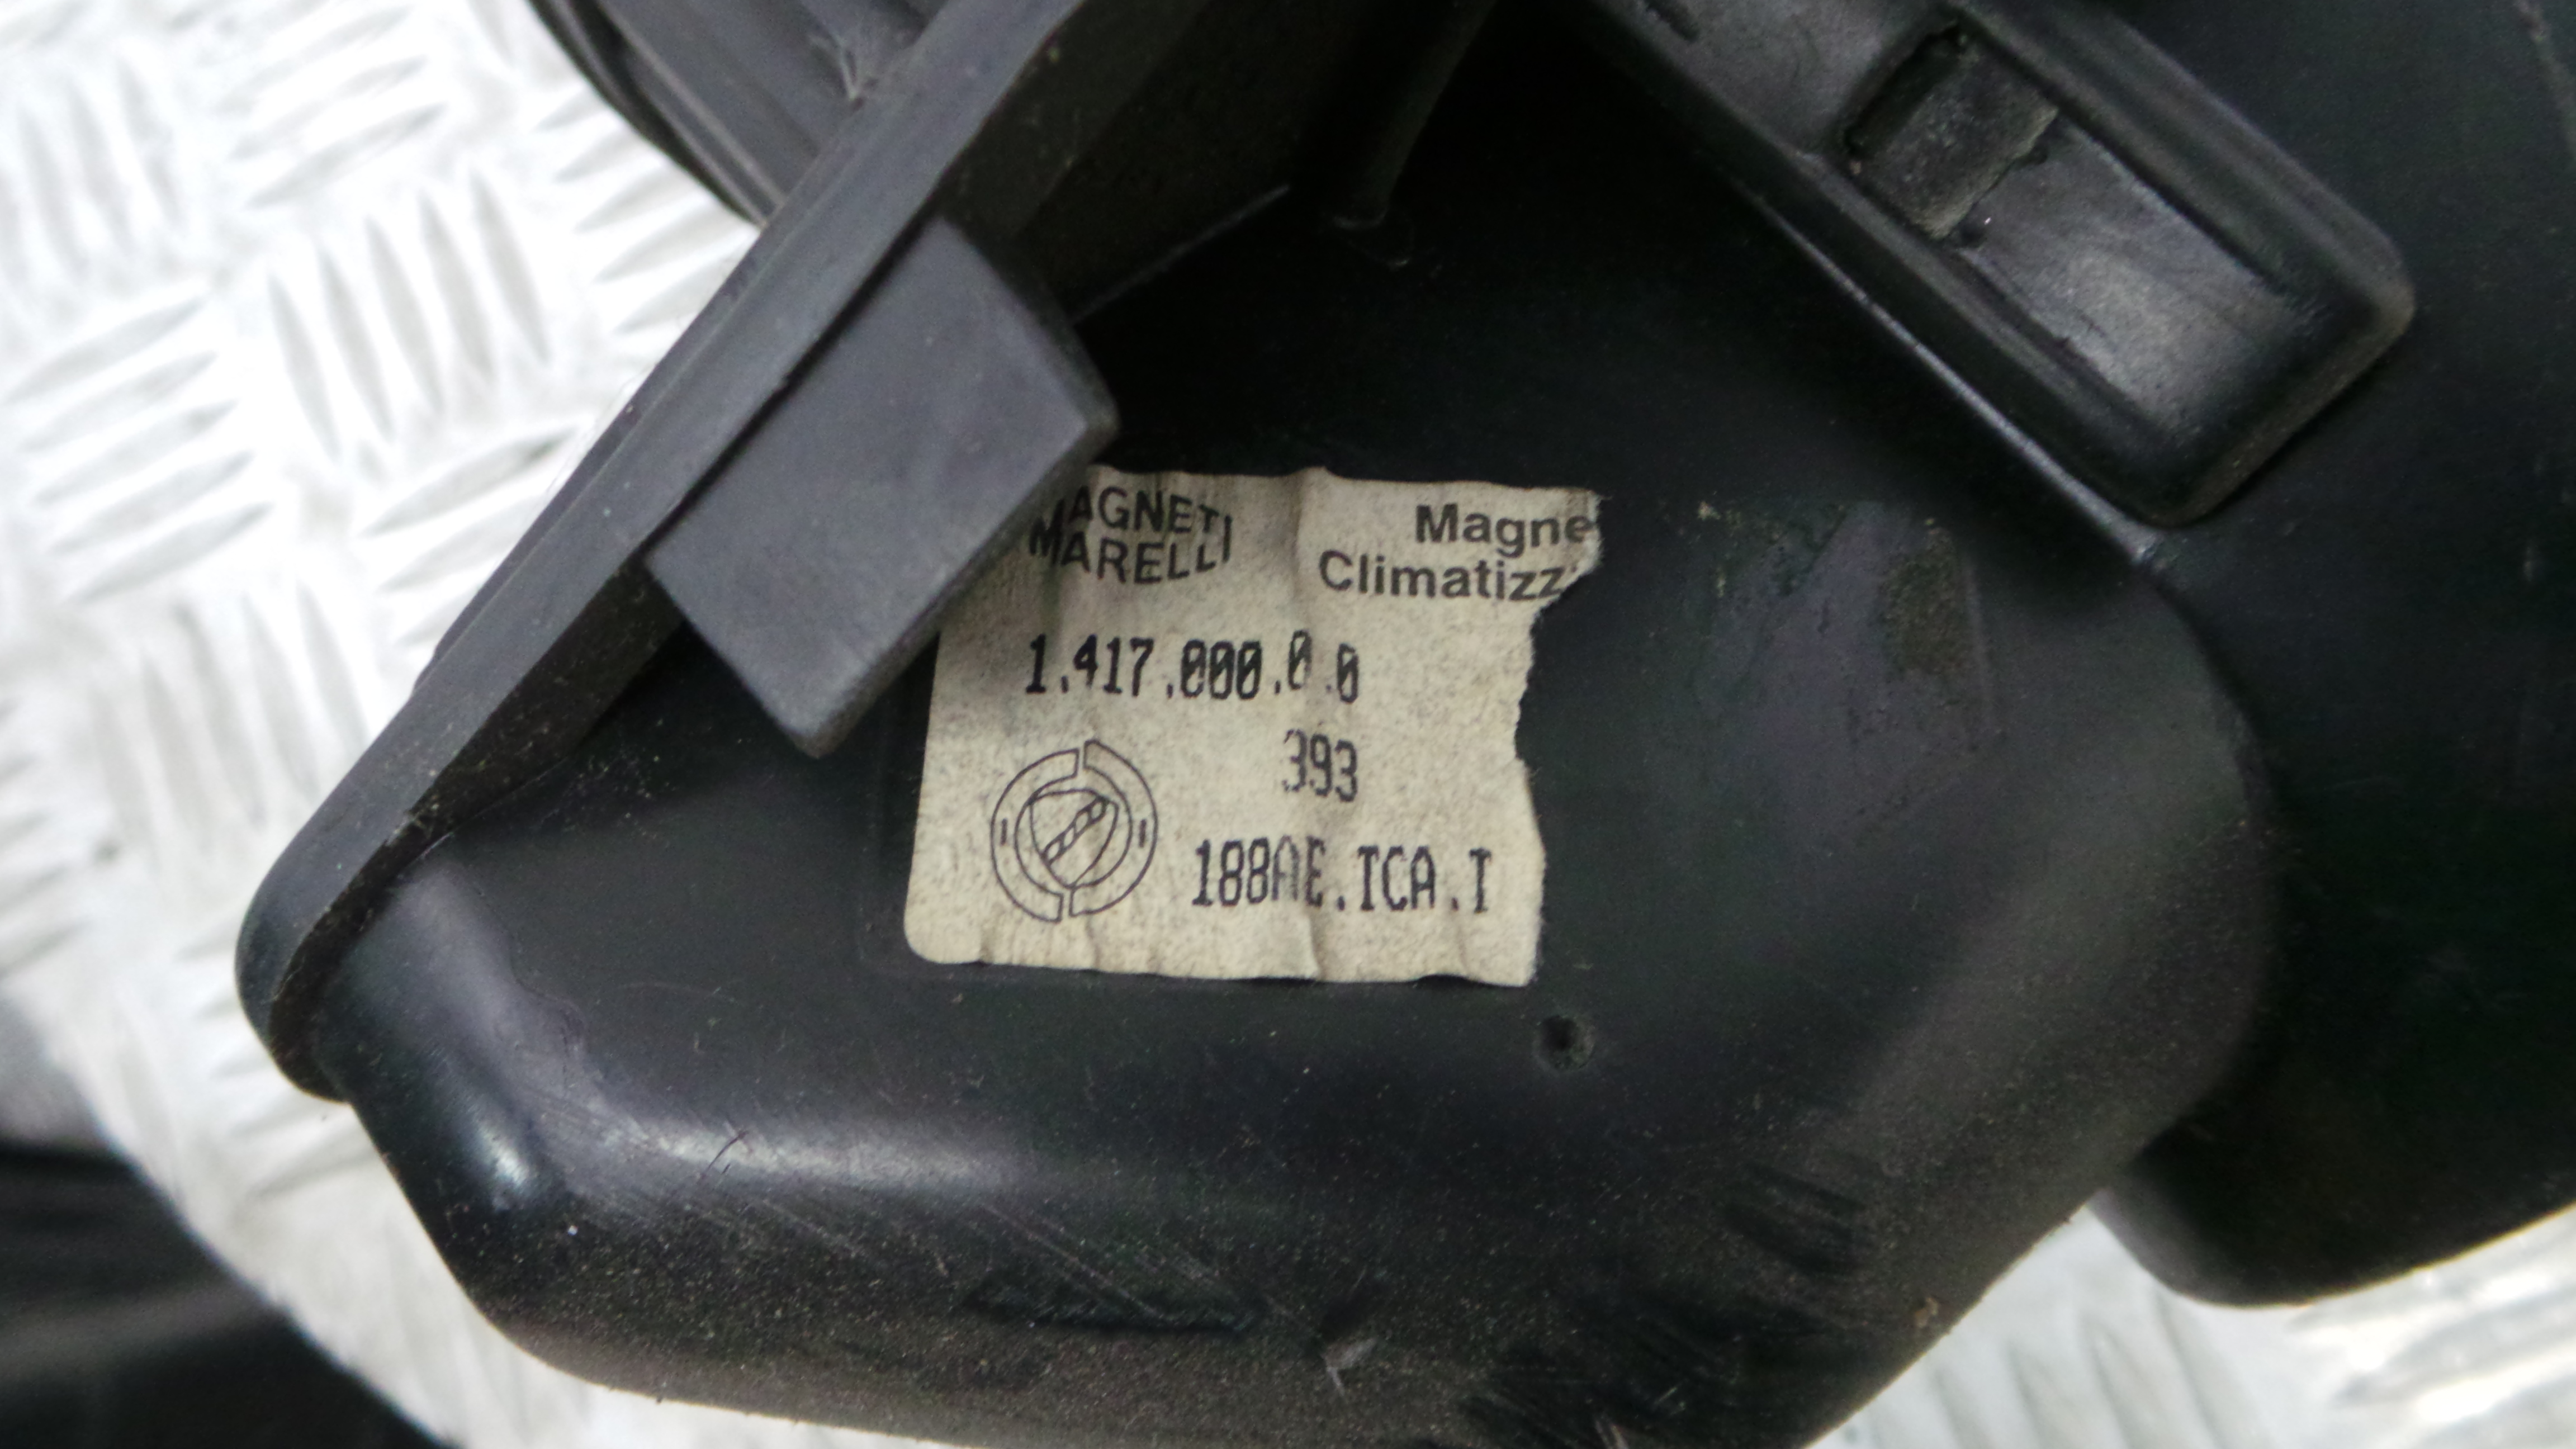 MAGNETI
MARELLI
Magne
Climatizz
1.417.000.0.0
393
188AE.TCA.I